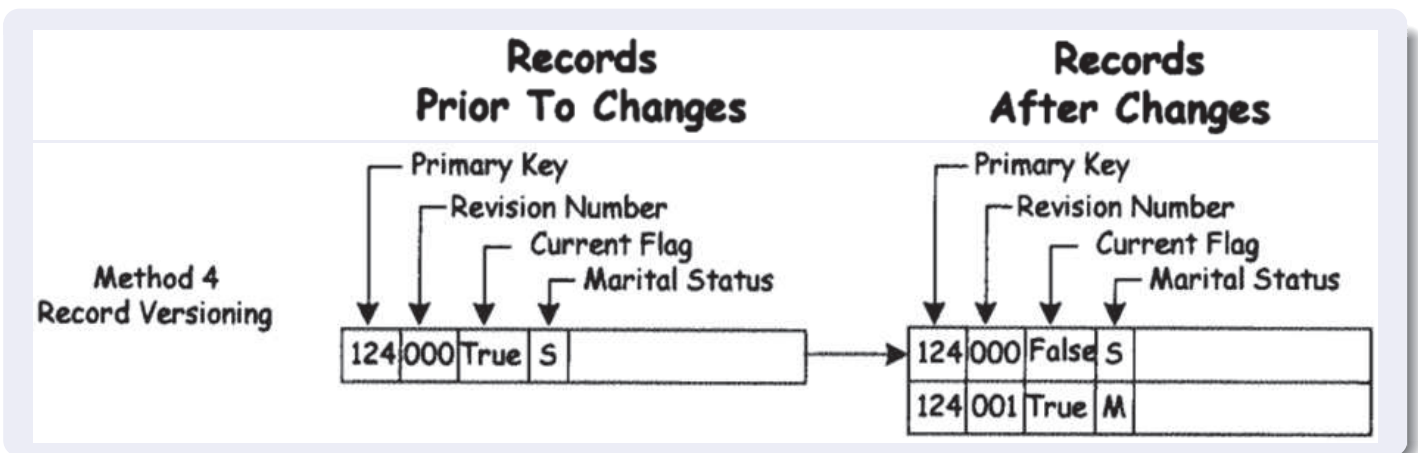 Records
Prior To Changes
Records
After Changes
Method 4
Record Versioning
Primary Key
Revision Number
Current Flag
Marital Status
124 000 True S
Primary Key
Revision Number
Current Flag
Marital Status
124 000 False S
124 001 True M